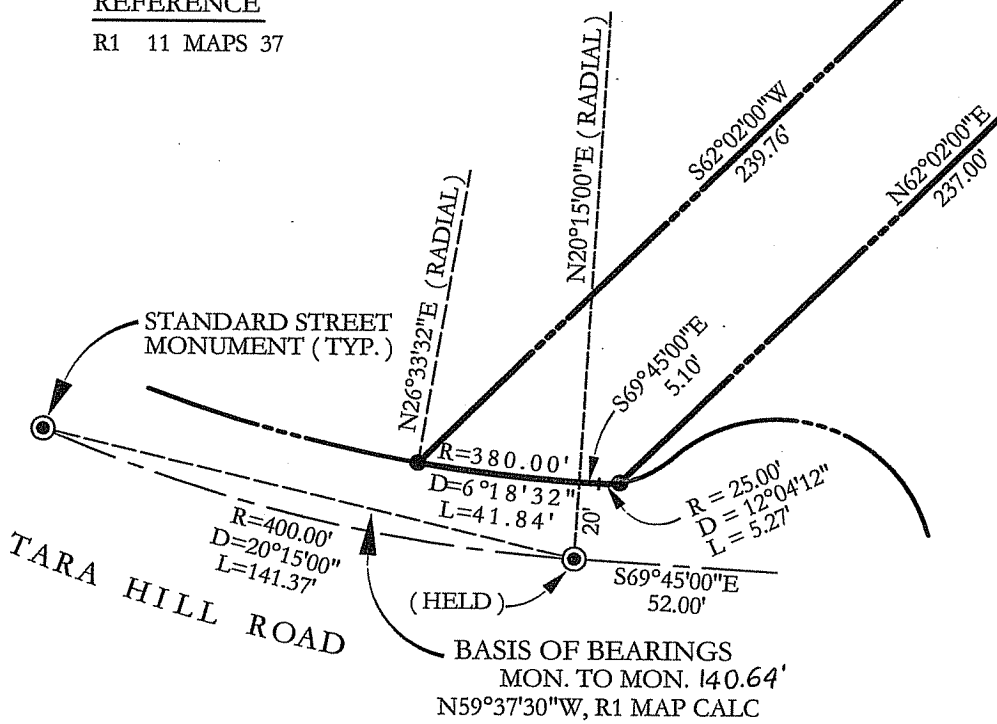 REFERENCE
R1 11 MAPS 37
N20°15'00"E (RADIAL)
S62°02'00"W
239.76'
N62°02'00"E
237.00'
N26°33'32"E (RADIAL)
STANDARD STREET
MONUMENT (TYP.)
S69°45'00"E
5.10'
R=380.00'
D=6°18'32"
L=41.84'
20'
R = 25.00'
D = 12°04'12"
L = 5.27'
R=400.00'
D=20°15'00"
L=141.37'
TARA HILL ROAD
(HELD)
S69°45'00"E
52.00'
BASIS OF BEARINGS
MON. TO MON. 140.64'
N59°37'30"W, R1 MAP CALC